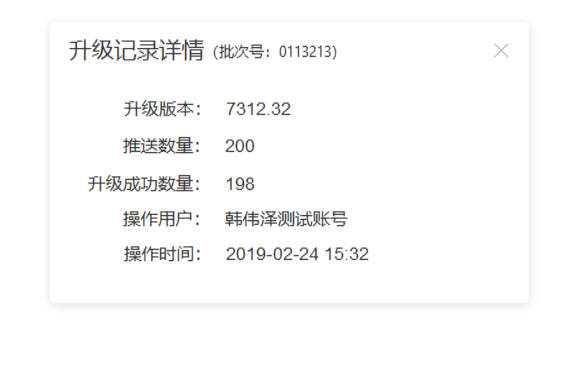 升级记录详情（批次号：0113213）
升级版本： 7312.32
推送数量： 200
升级成功数量： 198
操作用户： 韩伟泽测试账号
操作时间： 2019-02-24 15:32